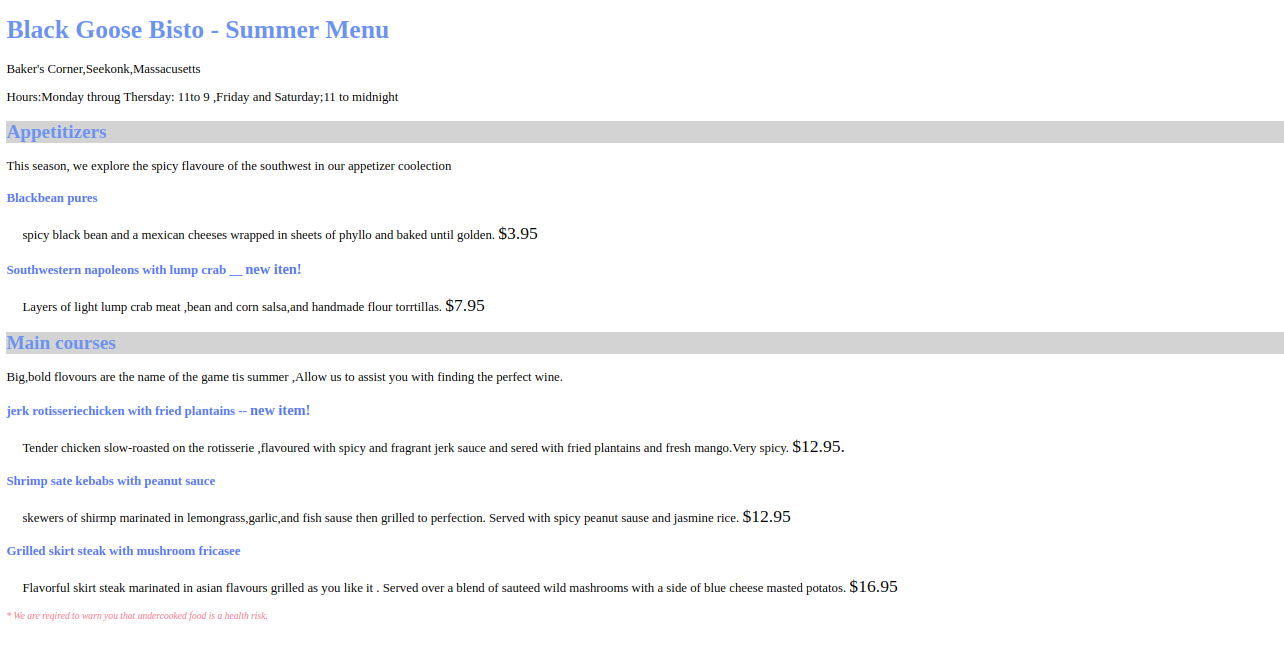 Black Goose Bisto - Summer Menu
Baker's Corner,Seekonk,Massacusetts
Hours:Monday throug Thersday: 11to 9 ,Friday and Saturday;11 to midnight
Appetitizers
This season, we explore the spicy flavoure of the southwest in our appetizer coolection
Blackbean pures
spicy black bean and a mexican cheeses wrapped in sheets of phyllo and baked until golden. $3.95
Southwestern napoleons with lump crab __ new iten!
Layers of light lump crab meat ,bean and corn salsa,and handmade flour torrtillas. $7.95
Main courses
Big,bold flovours are the name of the game tis summer ,Allow us to assist you with finding the perfect wine.
jerk rotisseriechicken with fried plantains -- new item!
Tender chicken slow-roasted on the rotisserie ,flavoured with spicy and fragrant jerk sauce and sered with fried plantains and fresh mango.Very spicy. $12.95.
Shrimp sate kebabs with peanut sauce
skewers of shirmp marinated in lemongrass,garlic,and fish sause then grilled to perfection. Served with spicy peanut sause and jasmine rice. $12.95
Grilled skirt steak with mushroom fricasee
Flavorful skirt steak marinated in asian flavours grilled as you like it . Served over a blend of sauteed wild mashrooms with a side of blue cheese masted potatos. $16.95
* We are reqired to warn you that undercooked food is a health risk.